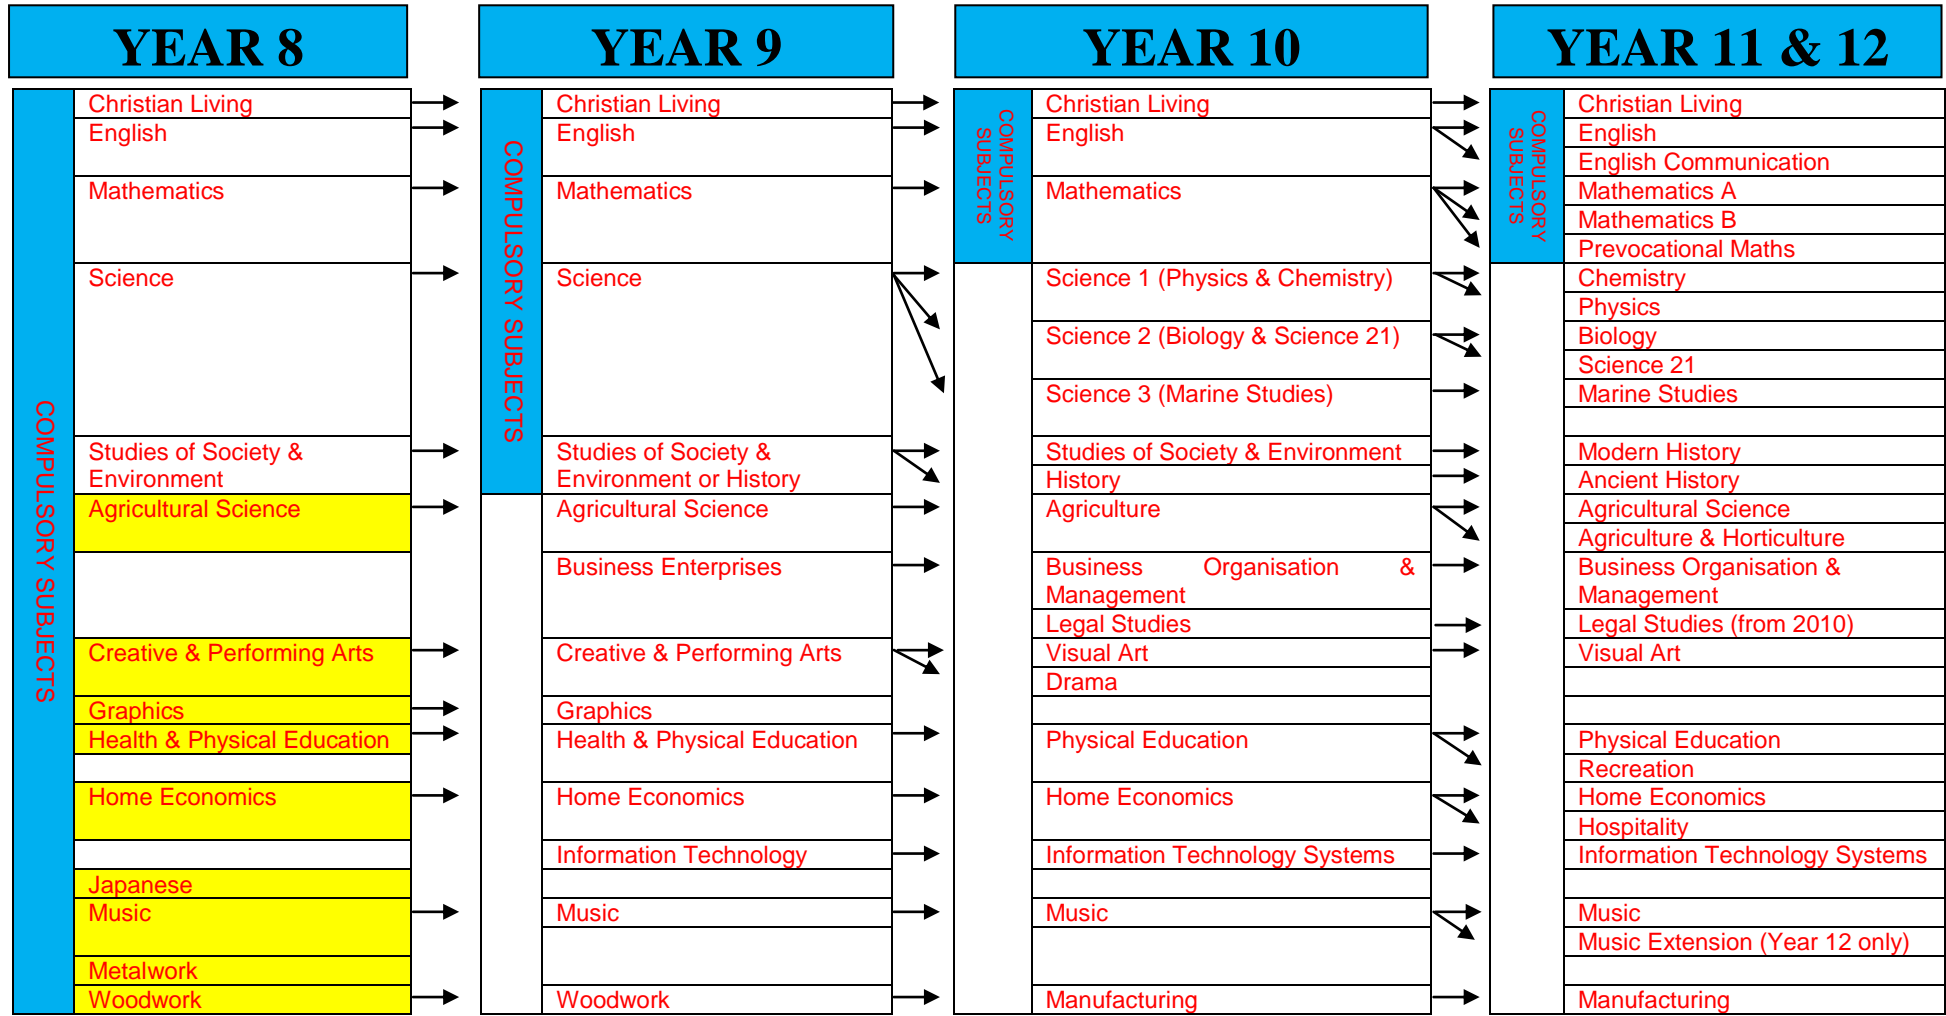 YEAR 8
COMPULSORY SUBJECTS
Christian Living
English
Mathematics
Science
Studies of Society &
Environment
Agricultural Science
Creative & Performing Arts
Graphics
Health & Physical Education
Home Economics
Japanese
Music
Metalwork
Woodwork
YEAR 9
COMPULSORY SUBJECTS
Christian Living
English
Mathematics
Science
Studies of Society &
Environment or History
Agricultural Science
Business Enterprises
Creative & Performing Arts
Graphics
Health & Physical Education
Home Economics
Information Technology
Music
Woodwork
YEAR 10
COMPULSORY
SUBJECTS
Christian Living
English
Mathematics
Science 1 (Physics & Chemistry)
Science 2 (Biology & Science 21)
Science 3 (Marine Studies)
Studies of Society & Environment
History
Agriculture
Business Organisation &
Management
Legal Studies
Visual Art
Drama
Physical Education
Home Economics
Information Technology Systems
Music
Manufacturing
YEAR 11 & 12
COMPULSORY
SUBJECTS
Christian Living
English
English Communication
Mathematics A
Mathematics B
Prevocational Maths
Chemistry
Physics
Biology
Science 21
Marine Studies
Modern History
Ancient History
Agricultural Science
Agriculture & Horticulture
Business Organisation &
Management
Legal Studies (from 2010)
Visual Art
Physical Education
Recreation
Home Economics
Hospitality
Information Technology Systems
Music
Music Extension (Year 12 only)
Manufacturing